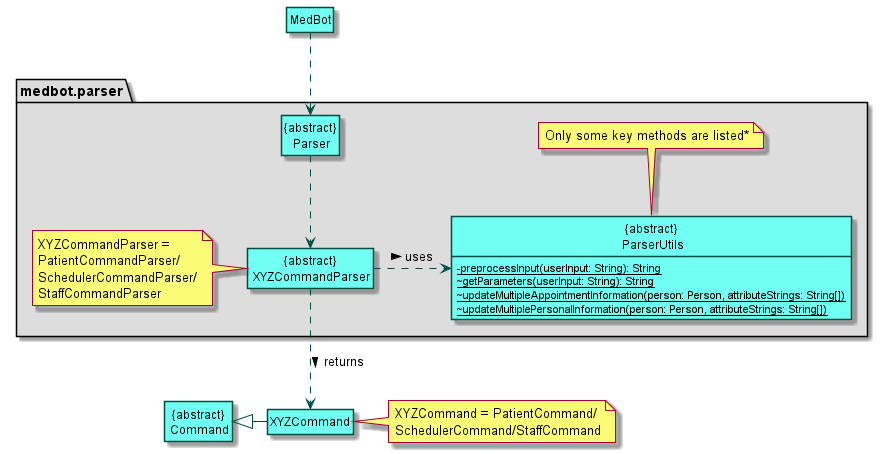 MedBot
medbot.parser
{abstract}
Parser
Only some key methods are listed*
{abstract}
ParserUtils
-preprocessInput(userInput: String): String
~getParameters(userInput: String): String
~updateMultipleAppointmentInformation(person: Person, attributeStrings: String[])
~updateMultiplePersonalInformation(person: Person, attributeStrings: String[])
XYZCommandParser =
PatientCommandParser/
SchedulerCommandParser/
StaffCommandParser
{abstract}
XYZCommandParser
uses
returns
{abstract}
Command
XYZCommand
XYZCommand = PatientCommand/
SchedulerCommand/StaffCommand